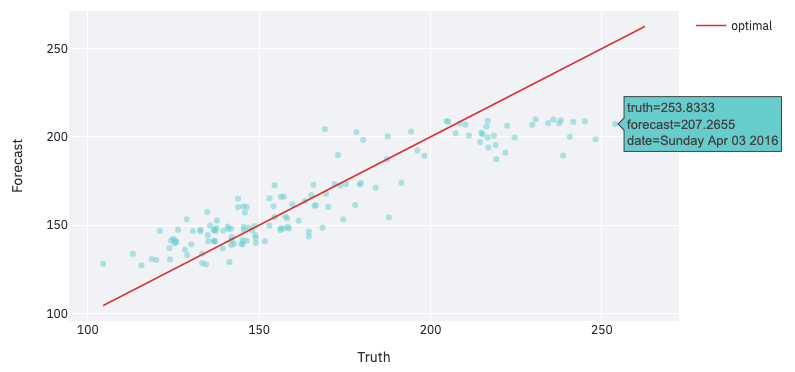 optimal
250
truth=253.8333
forecast=207.2655
date=Sunday Apr 03 2016
200
Forecast
150
100
100 150 200 250
Truth